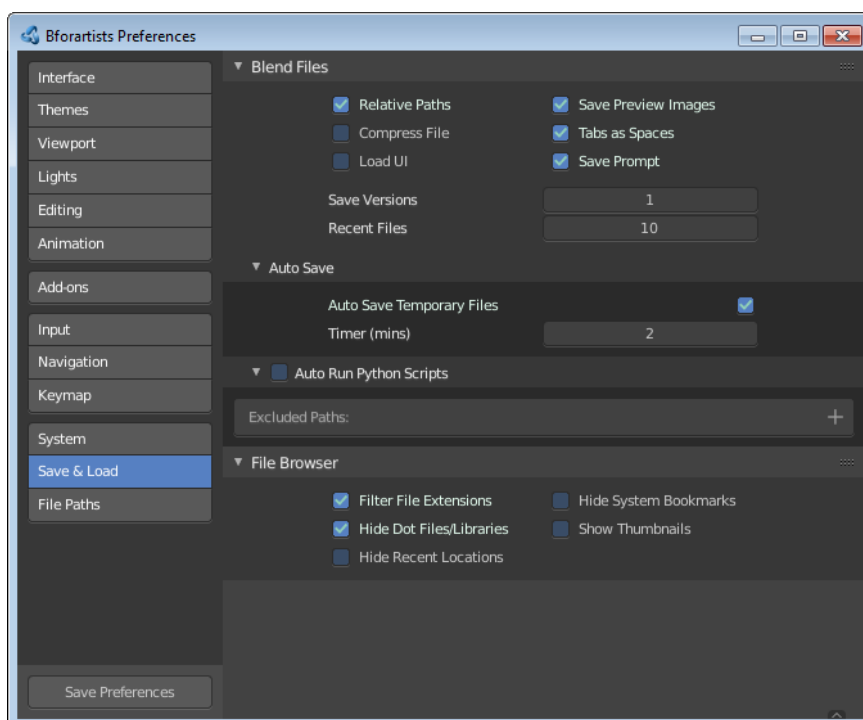 Bforartists Preferences
Interface
Themes
Viewport
Lights
Editing
Animation
Add-ons
Input
Navigation
Keymap
System
Save & Load
File Paths
Save Preferences
Blend Files
Relative Paths
Save Preview Images
Compress File
Tabs as Spaces
Load UI
Save Prompt
Save Versions 1
Recent Files 10
Auto Save
Auto Save Temporary Files
Timer (mins) 2
Auto Run Python Scripts
Excluded Paths:
File Browser
Filter File Extensions
Hide System Bookmarks
Hide Dot Files/Libraries
Show Thumbnails
Hide Recent Locations